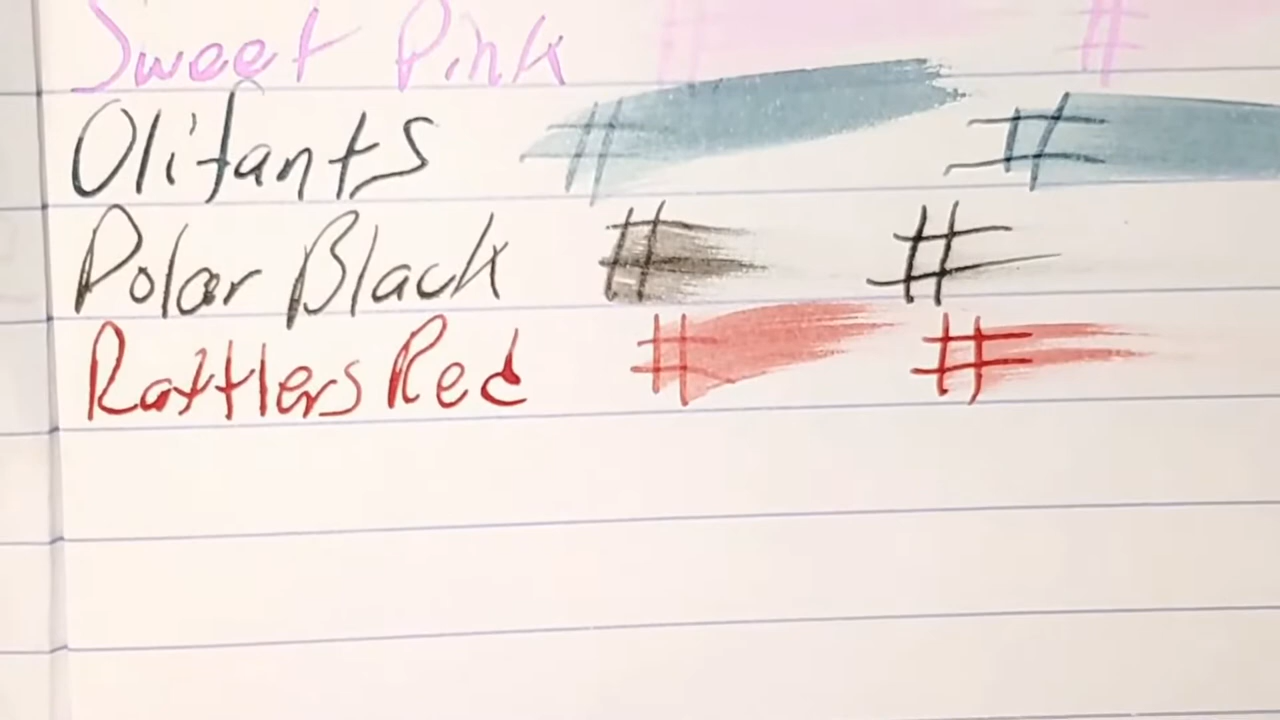 Sweet Pink
Olifants # #
Polar Black # #
Rattlers Red # #